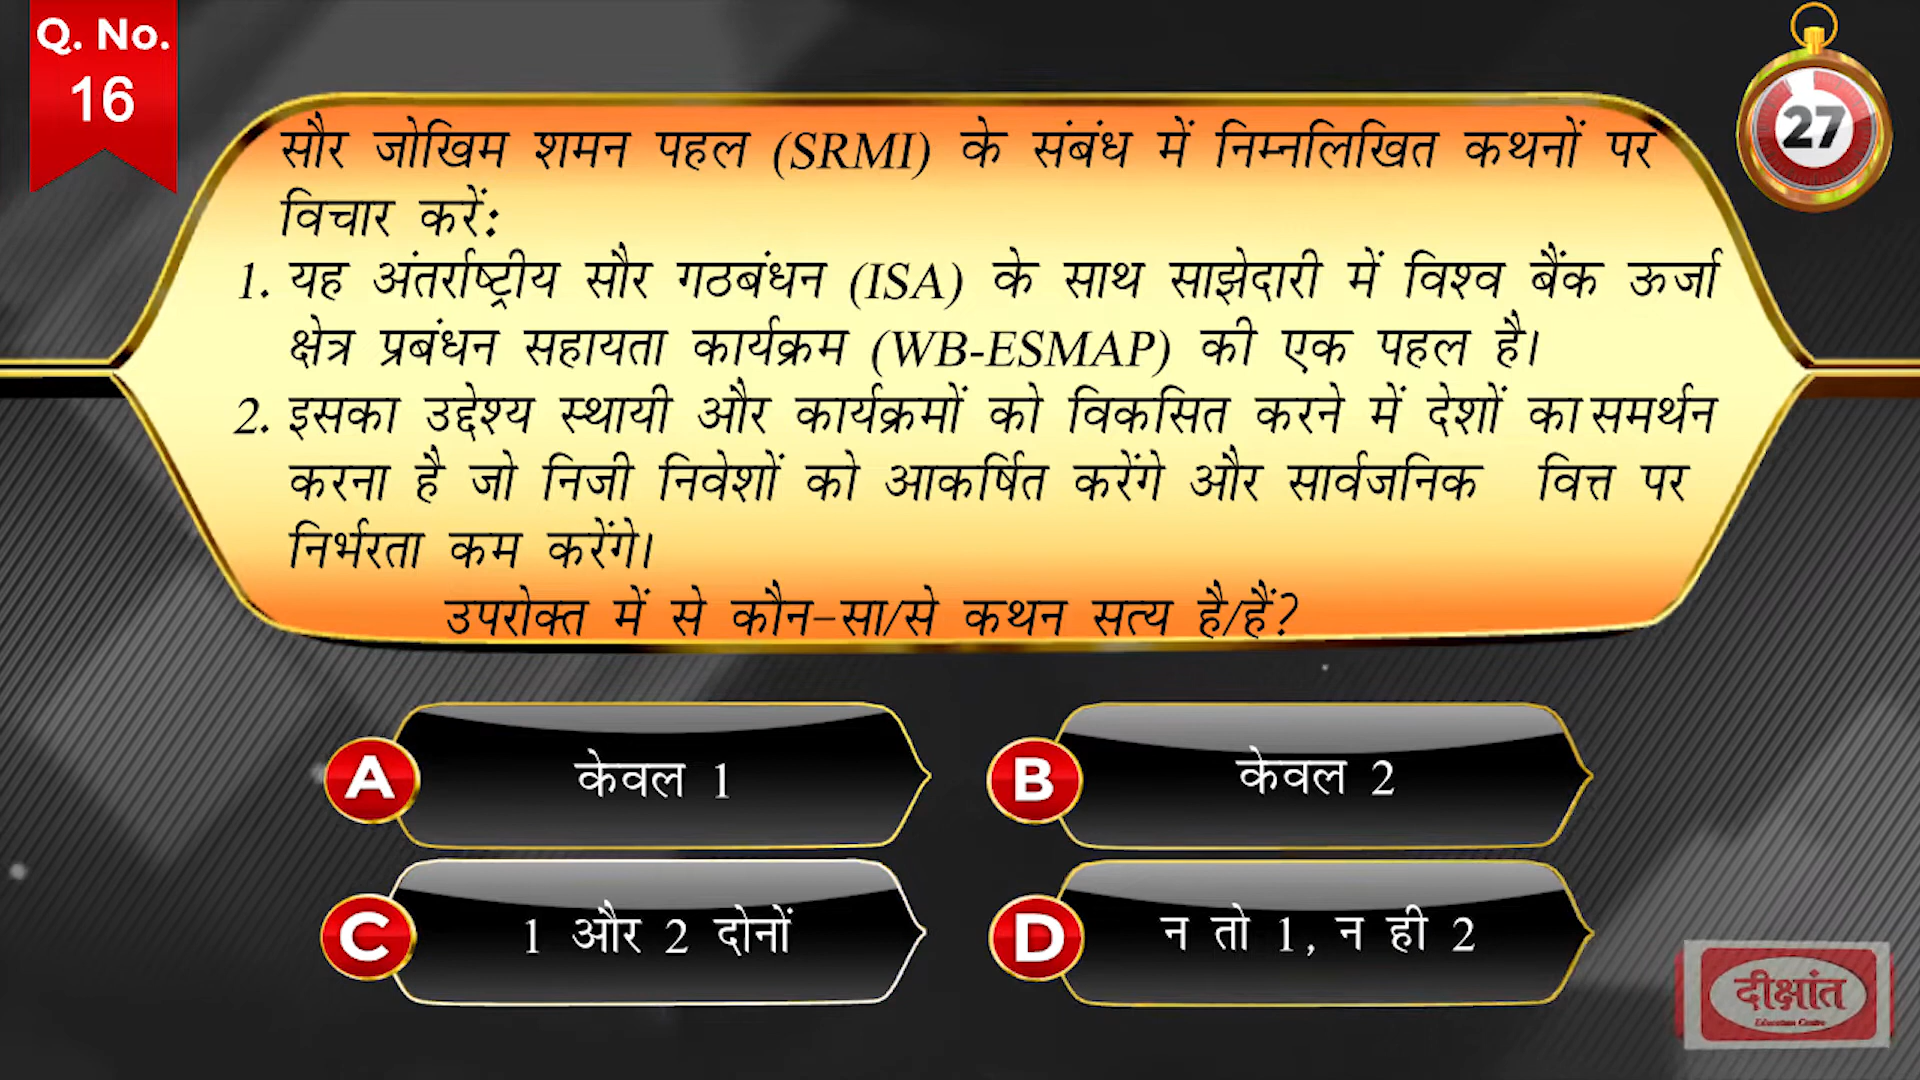 Q. No.
16
27
सौर जोखिम शमन पहल (SRMI) के संबंध में निम्नलिखित कथनों पर
विचार करें:
1. यह अंतर्राष्ट्रीय सौर गठबंधन (ISA) के साथ साझेदारी में विश्व बैंक ऊर्जा
क्षेत्र प्रबंधन सहायता कार्यक्रम (WB-ESMAP) की एक पहल है।
2. इसका उद्देश्य स्थायी और कार्यक्रमों को विकसित करने में देशों का समर्थन
करना है जो निजी निवेशों को आकर्षित करेंगे और सार्वजनिक वित्त पर
निर्भरता कम करेंगे।
उपरोक्त में से कौन-सा/से कथन सत्य है/हैं?
A केवल 1
B केवल 2
C 1 और 2 दोनों
D न तो 1, न ही 2
दीक्षांत
Education Centre